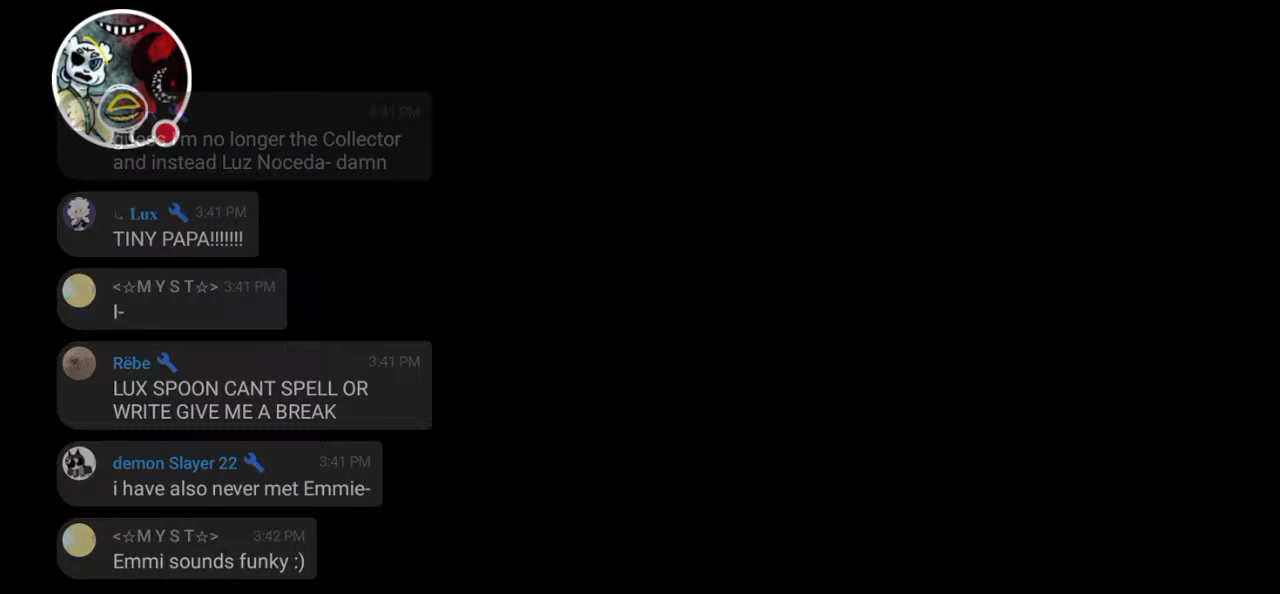 3:41 PM
guess I'm no longer the Collector
and instead Luz Noceda- damn
Lux 3:41 PM
TINY PAPA!!!!!!!
<☆M Y S T☆> 3:41 PM
I-
Rëbe 3:41 PM
LUX SPOON CANT SPELL OR
WRITE GIVE ME A BREAK
demon Slayer 22 3:41 PM
i have also never met Emmie-
<☆M Y S T☆> 3:42 PM
Emmi sounds funky :)